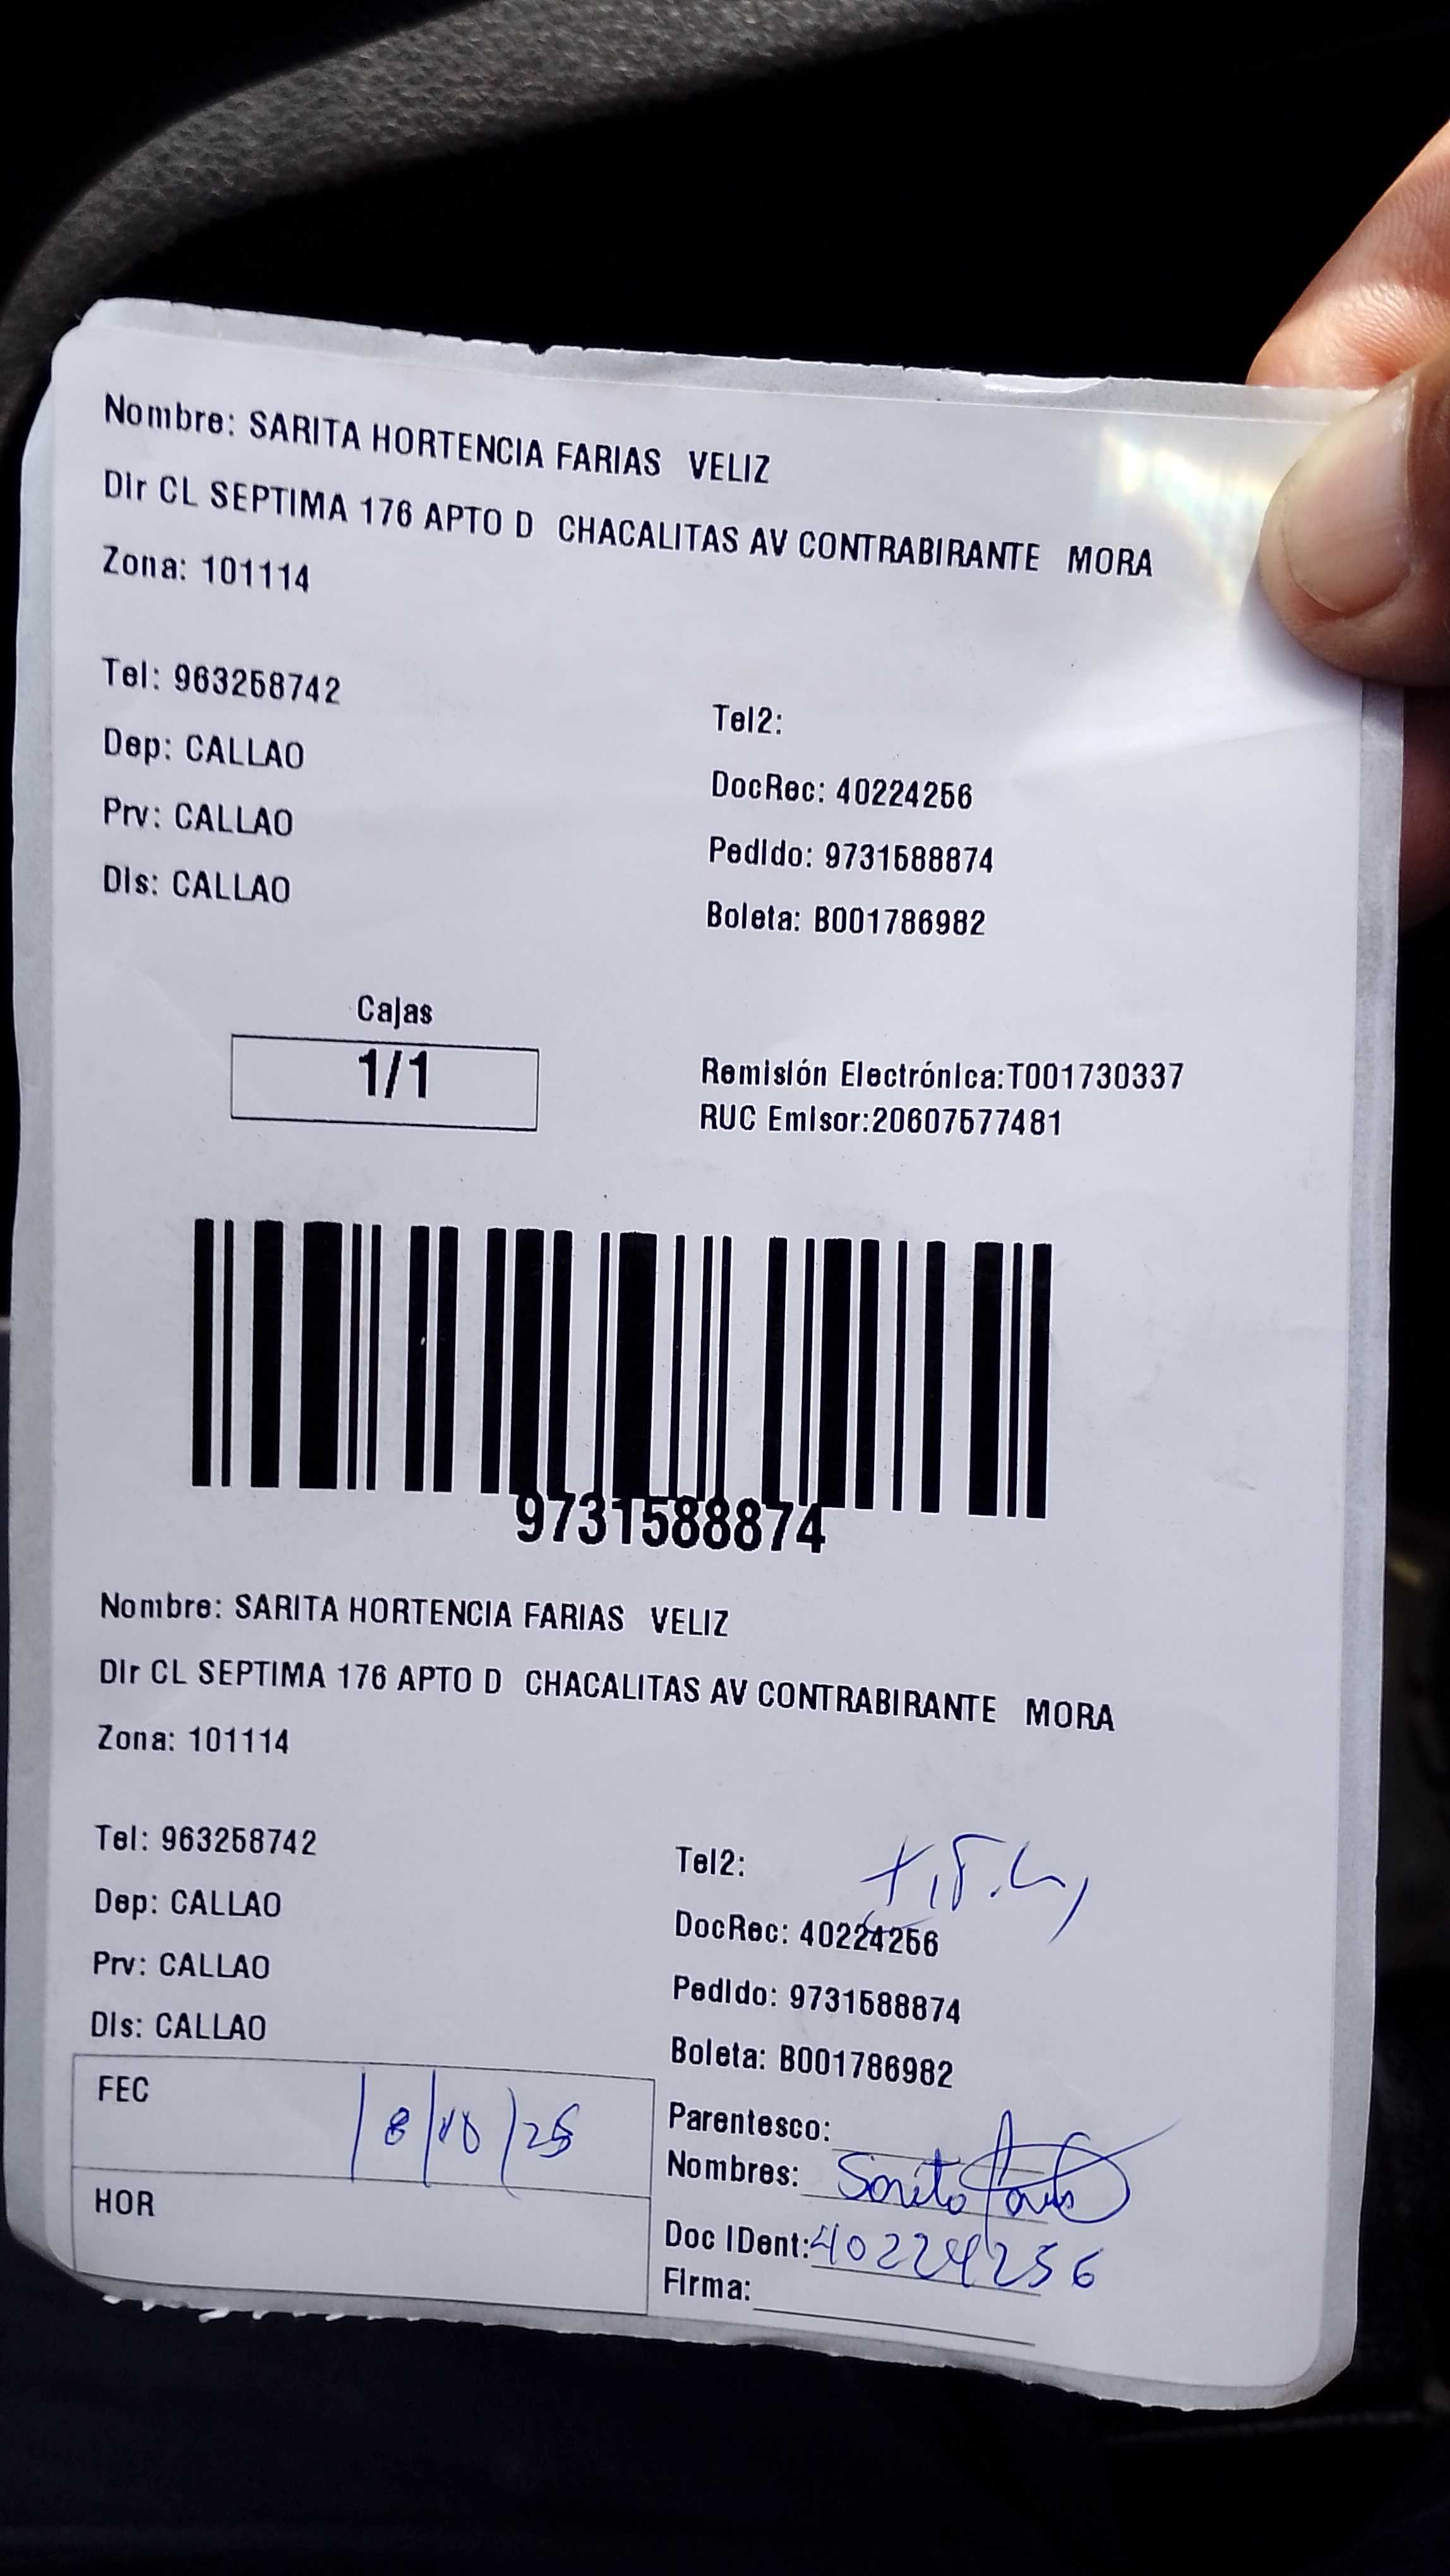 Nombre: SARITA HORTENCIA FARIAS VELIZ
Dir CL SEPTIMA 176 APTO D CHACALITAS AV CONTRABIRANTE MORA
Zona: 101114
Tel: 963258742
Tel2:
Dep: CALLAO
DocRec: 40224256
Prv: CALLAO
Pedido: 9731588874
Dis: CALLAO
Boleta: B001786982
Cajas
1/1
Remisión Electrónica:T001730337
RUC Emisor:20607577481
9731588874
Nombre: SARITA HORTENCIA FARIAS VELIZ
Dir CL SEPTIMA 176 APTO D CHACALITAS AV CONTRABIRANTE MORA
Zona: 101114
Tel: 963258742
Tel2:
Dep: CALLAO
DocRec: 40224256
Prv: CALLAO
Pedido: 9731588874
Dis: CALLAO
Boleta: B001786982
FEC
Parentesco:
Nombres: Sarita Farias
HOR
Doc IDent: 40224256
Firma: